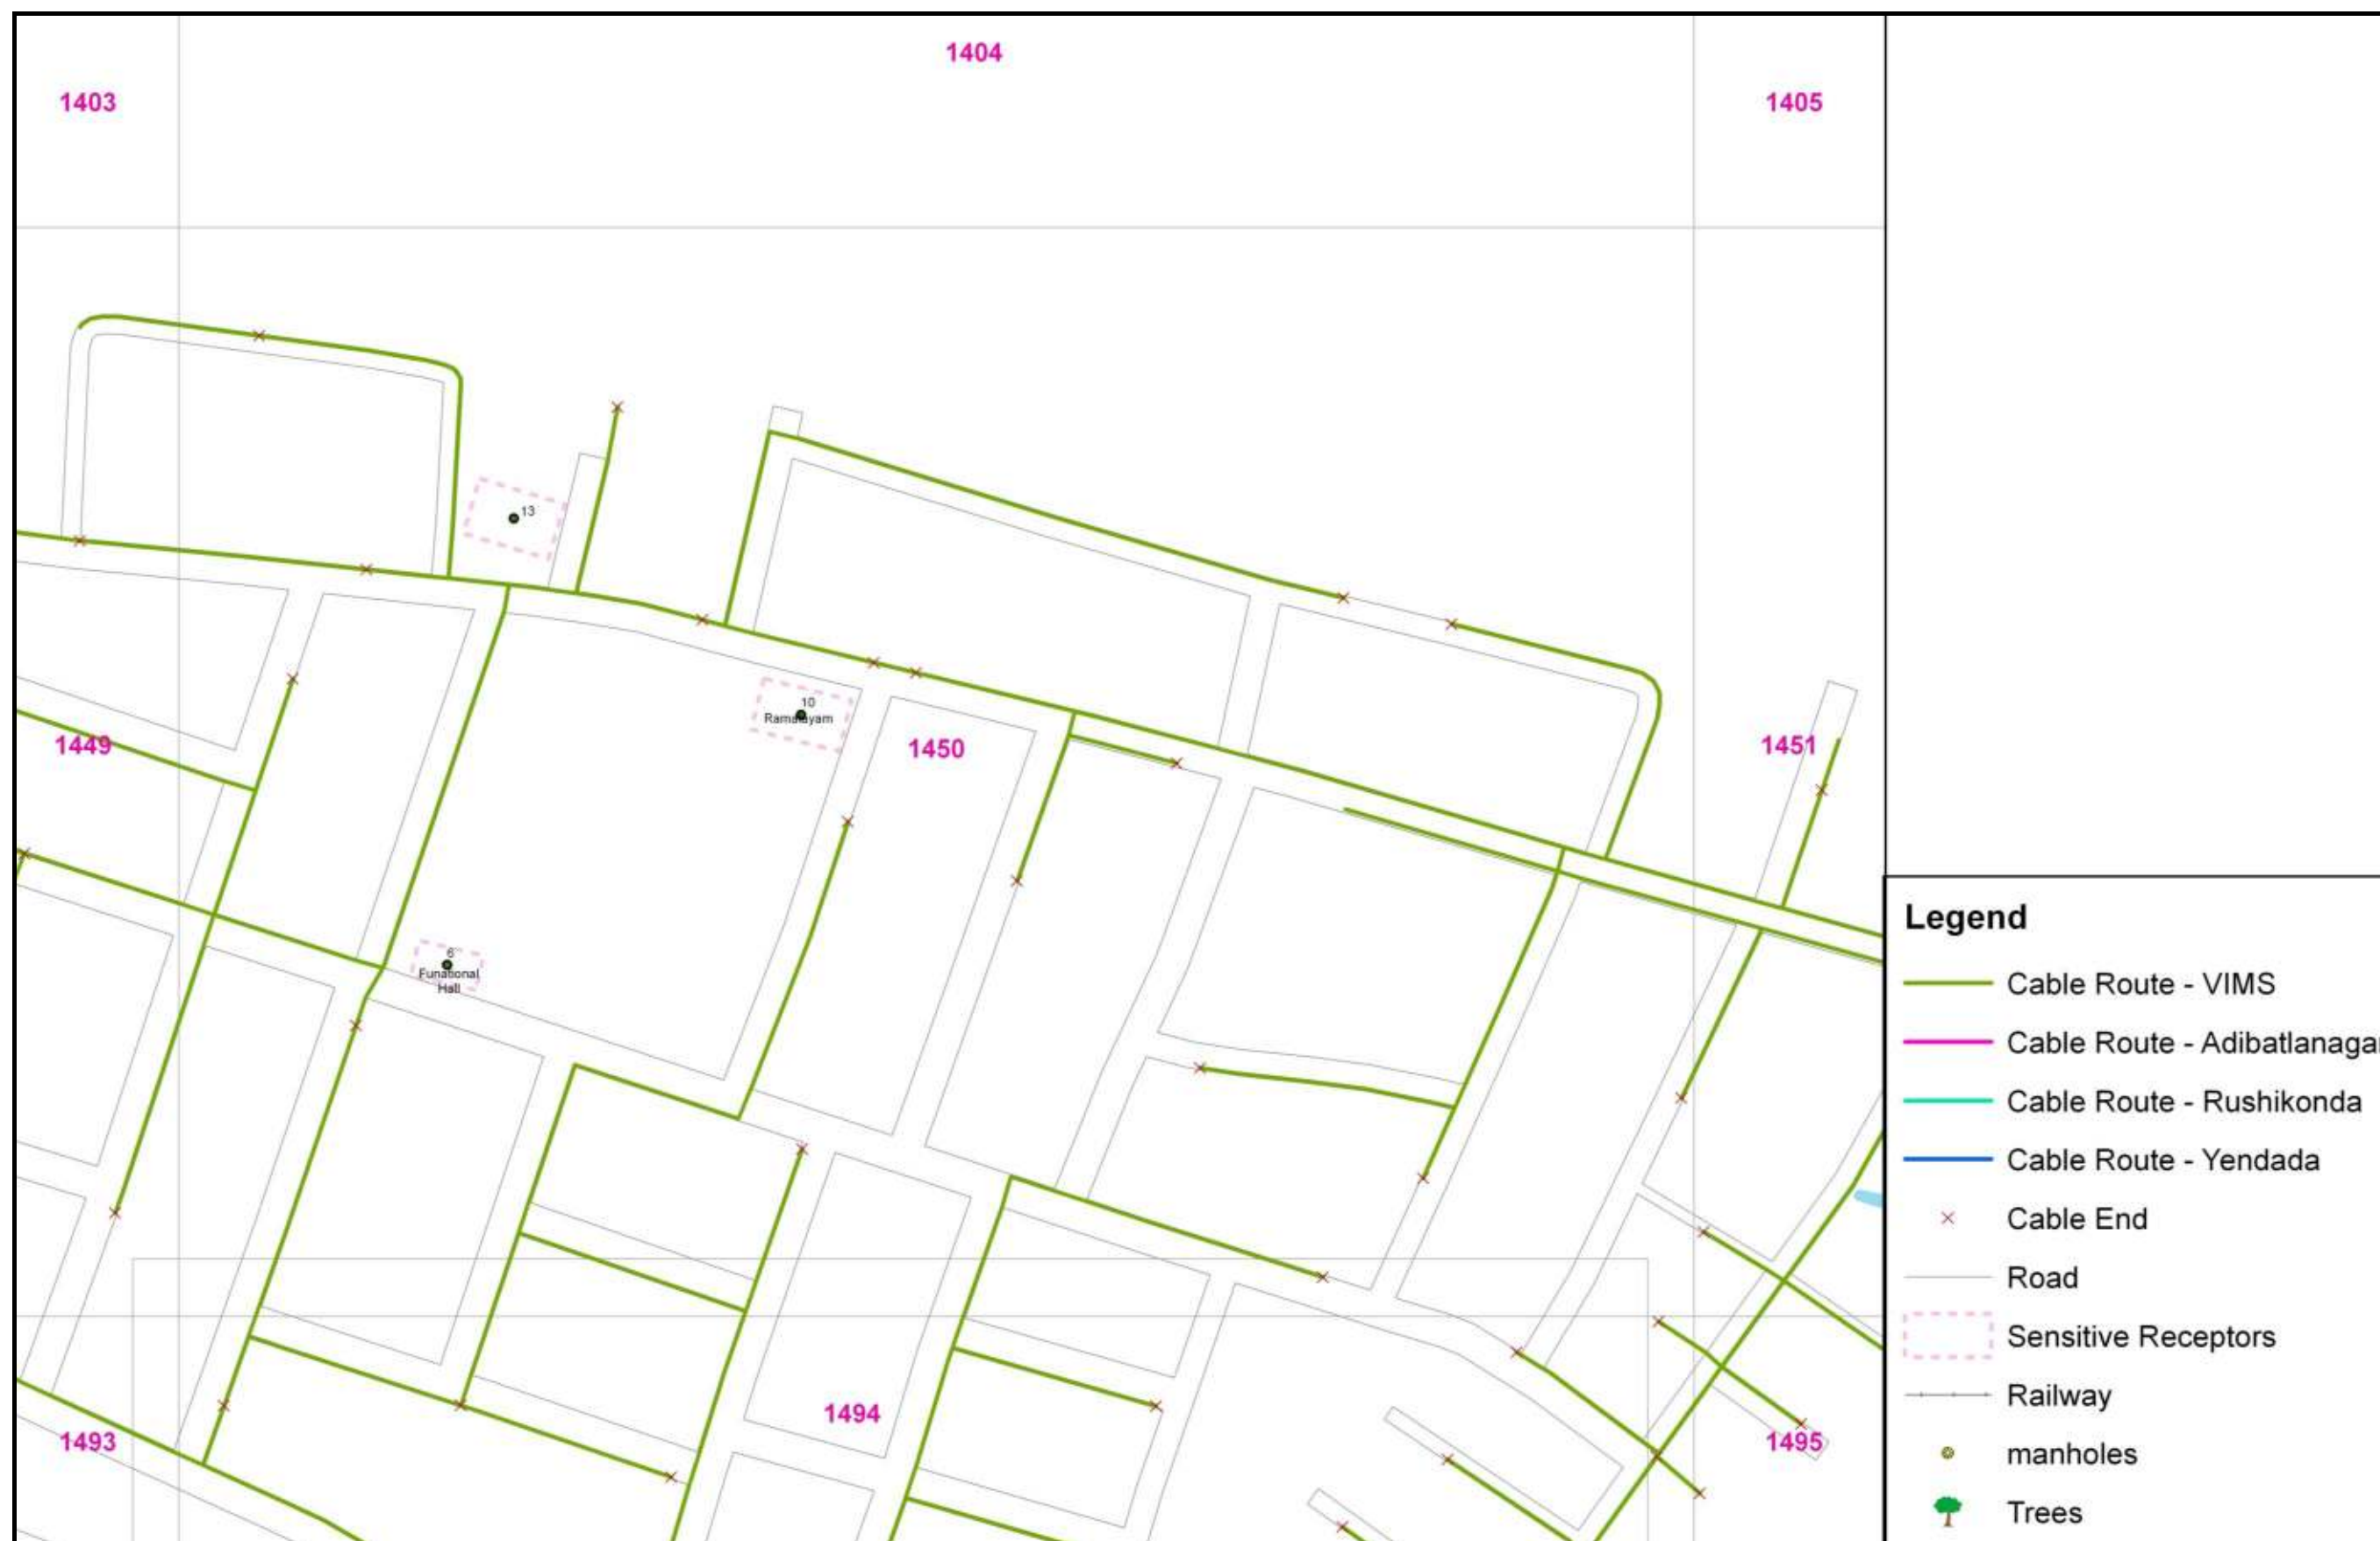 1404
1403
1405
13
10
Ramalayam
1449
1450
1451
6
Funational
Hall
1494
1493
1495
Legend
Cable Route - VIMS
Cable Route - Adibatlanagar
Cable Route - Rushikonda
Cable Route - Yendada
Cable End
Road
Sensitive Receptors
Railway
manholes
Trees